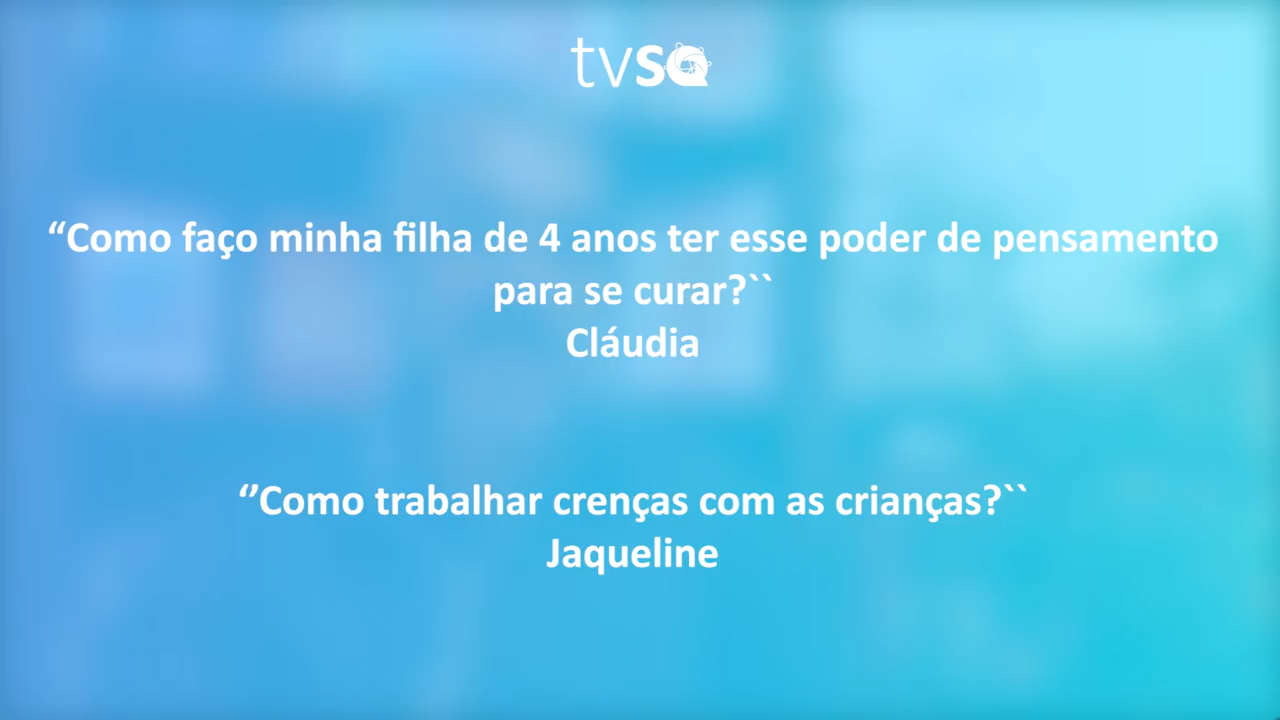 tvsQ
“Como faço minha filha de 4 anos ter esse poder de pensamento
para se curar?``
Cláudia
‘’Como trabalhar crenças com as crianças?``
Jaqueline